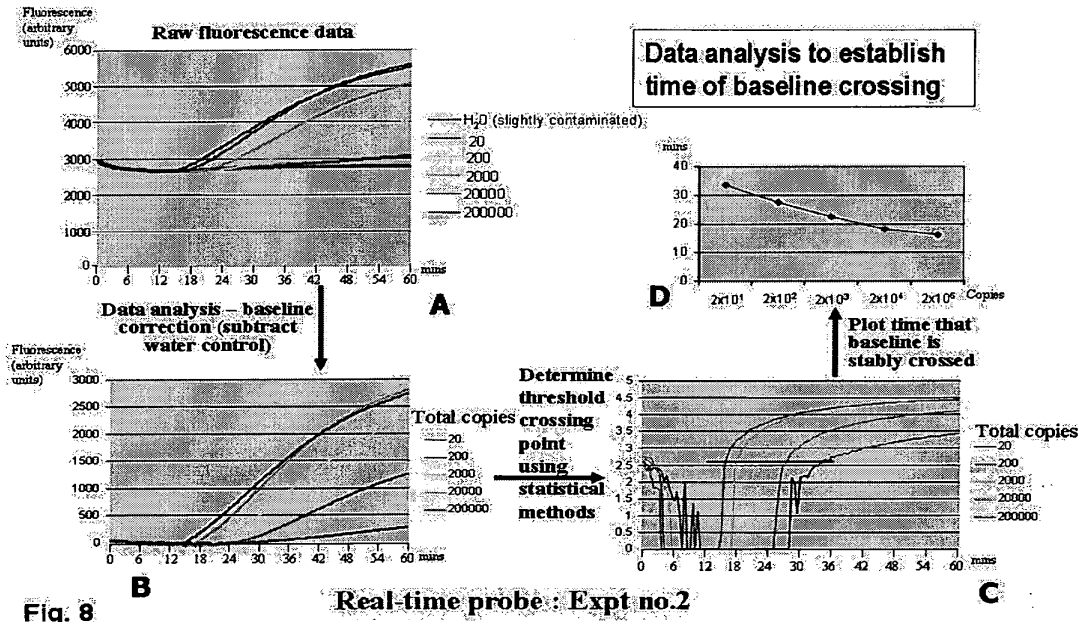 Fluorescence
(arbitrary
units)
Raw fluorescence data
6000
5000
4000
3000
2000
1000
0
0 6 12 18 24 30 36 42 48 54 60
mins
H₂O (slightly contaminated)
20
200
2000
20000
200000
A
Data analysis to establish
time of baseline crossing
mins
40
30
20
10
0
2x10¹ 2x10² 2x10³ 2x10⁴ 2x10⁵ Copies
D
Data analysis – baseline
correction (subtract
water control)
Plot time that
baseline is
stably crossed
Fluorescence
(arbitrary
units)
3000
2500
2000
1500
1000
500
0
0 6 12 18 24 30 36 42 48 54 60
mins
Total copies
20
200
2000
20000
200000
B
Determine
threshold
crossing
point
using
statistical
methods
5
4.5
4
3.5
3
2.5
2
1.5
1
0.5
0
0 6 12 18 24 30 36 42 48 54 60
mins
Total copies
20
200
2000
20000
200000
C
Fig. 8
Real-time probe : Expt no.2